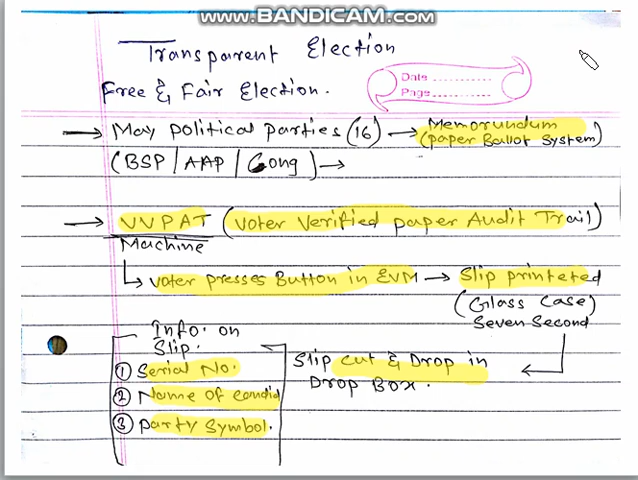 www.BANDICAM.com
Transparent Election
Free & Fair Election.
Date ............
Page ............
→ May political parties (16) → Memorundum
(paper Ballot System)
(BSP / AAP / Cong) →
→ VVPAT (Voter Verified paper Audit Trail)
Machine
Voter presses Button in EVM → Slip printeted
(Glass Case)
Seven Second
Slip cut & Drop in
Drop Box.
Info. on
Slip.
① Serial No.
② Name of candid
③ Party Symbol.